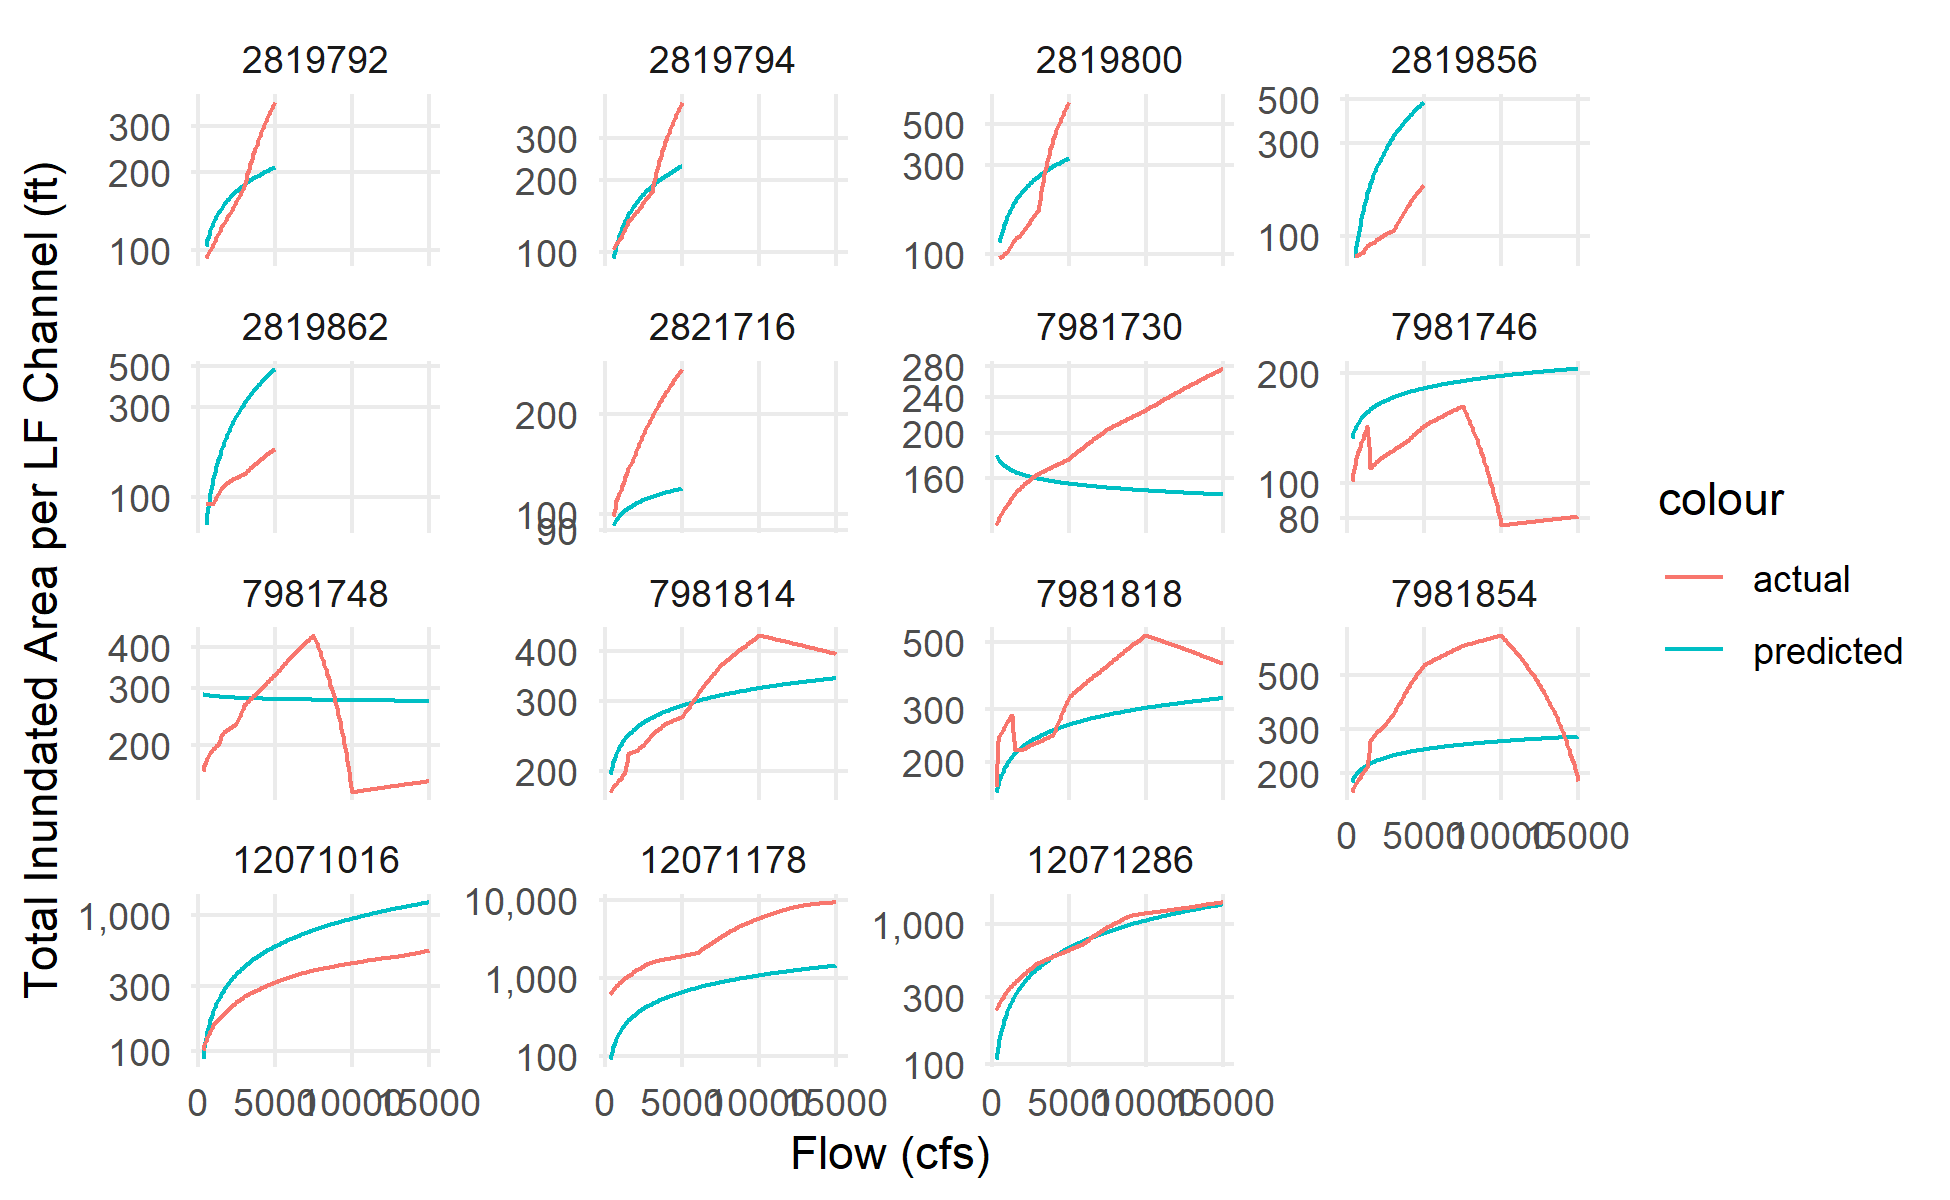 2819792 2819794 2819800 2819856
300 200 100
300 200 100
500 300 100
500 300 100
2819862 2821716 7981730 7981746
500 300 100
200 100 90
280 240 200 160
200 100 80
7981748 7981814 7981818 7981854
400 300 200
400 300 200
500 300 200
500 300 200
0 5000 10000 15000
12071016 12071178 12071286
1,000 300 100
10,000 1,000 100
1,000 300 100
0 5000 10000 15000
0 5000 10000 15000
0 5000 10000 15000
Flow (cfs)
Total Inundated Area per LF Channel (ft)
colour
actual
predicted